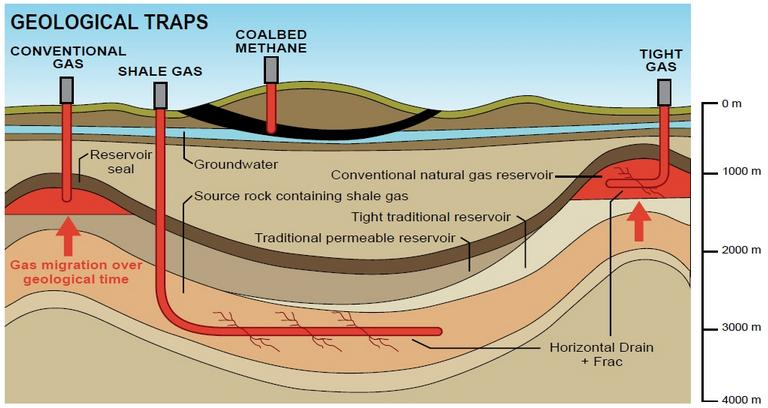 GEOLOGICAL TRAPS
CONVENTIONAL
GAS
SHALE GAS
COALBED
METHANE
TIGHT
GAS
0 m
Reservoir
seal
Groundwater
Conventional natural gas reservoir
1000 m
Source rock containing shale gas
Tight traditional reservoir
Traditional permeable reservoir
2000 m
Gas migration over
geological time
3000 m
Horizontal Drain
+ Frac
4000 m